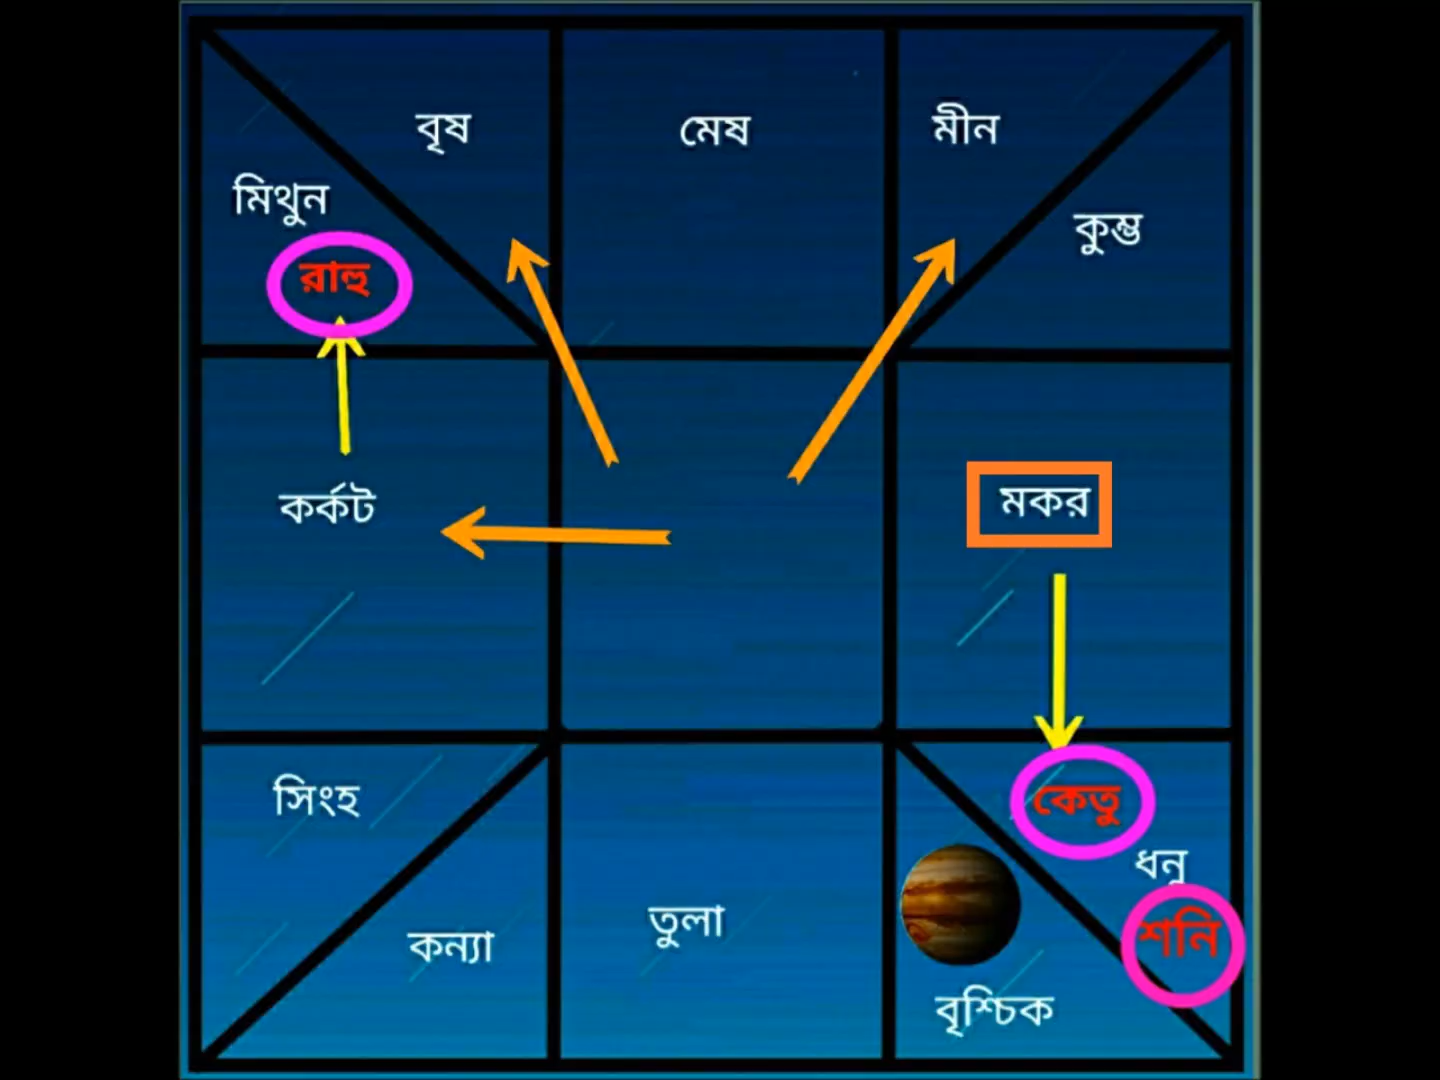 বৃষ
মেষ
মীন
মিথুন
কুম্ভ
রাহু
কর্কট
মকর
সিংহ
কেতু
ধনু
কন্যা
তুলা
শনি
বৃশ্চিক